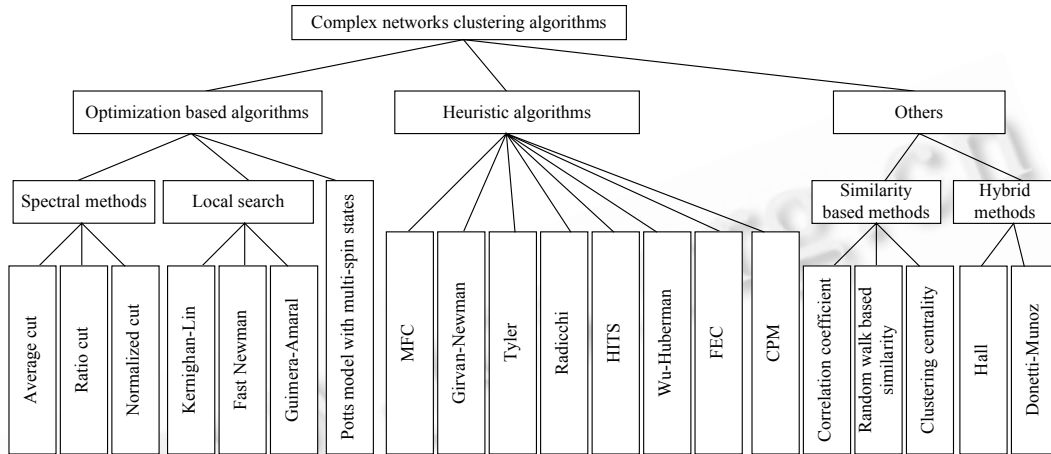 Complex networks clustering algorithms
Optimization based algorithms
Heuristic algorithms
Others
Spectral methods
Local search
Potts model with multi-spin states
Similarity
based methods
Hybrid
methods
Average cut
Ratio cut
Normalized cut
Kernighan-Lin
Fast Newman
Guimera-Amaral
MFC
Girvan-Newman
Tyler
Radicchi
HITS
Wu-Huberman
FEC
CPM
Correlation coefficient
Random walk based
similarity
Clustering centrality
Hall
Donetti-Munoz